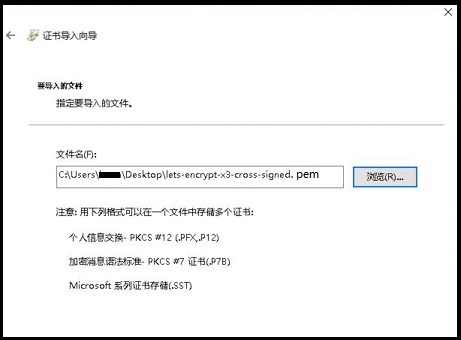 证书导入向导
要导入的文件
指定要导入的文件。
文件名(F):
C:\Users\ \Desktop\lets-encrypt-x3-cross-signed. pem
浏览(R)...
注意: 用下列格式可以在一个文件中存储多个证书:
个人信息交换- PKCS #12 (.PFX,.P12)
加密消息语法标准- PKCS #7 证书(.P7B)
Microsoft 系列证书存储(.SST)